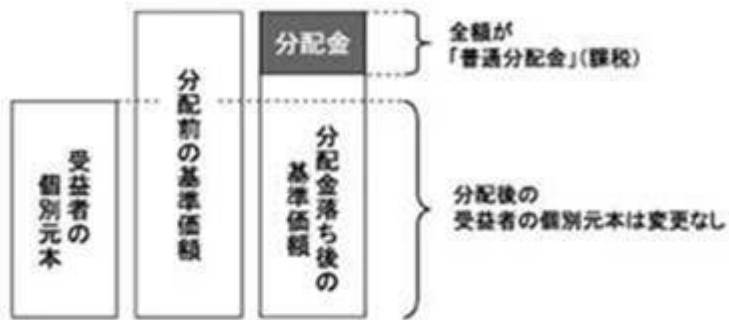 受益者の
個別元本
分配前の基準価額
分配金
分配金落ち後の
基準価額
全額が
「普通分配金」(課税)
分配後の
受益者の個別元本は変更なし